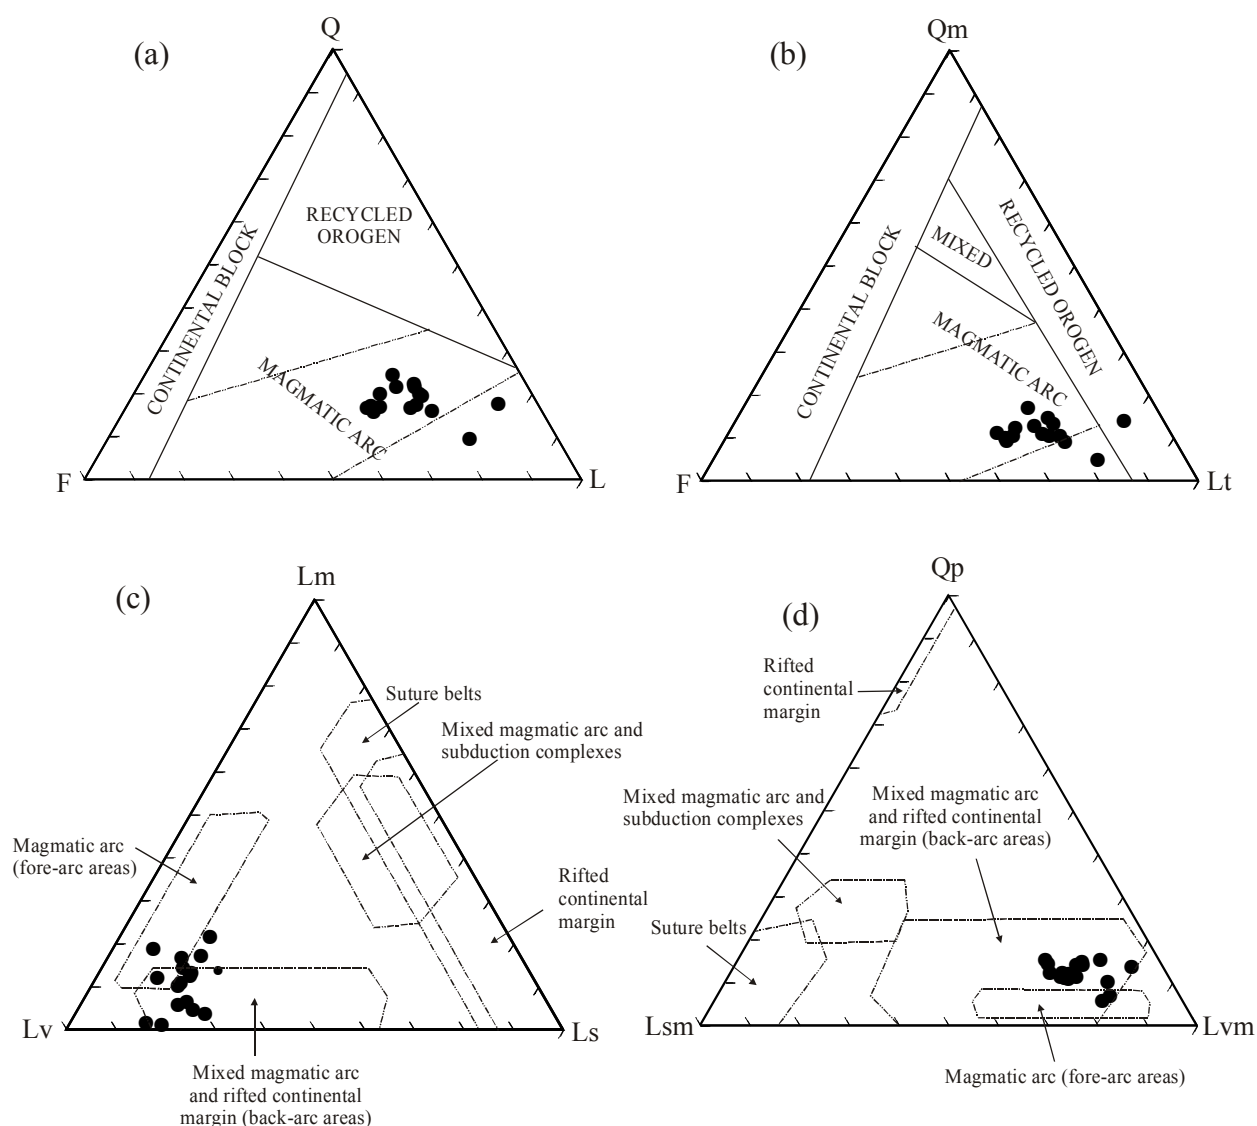 (a)
Q
RECYCLED
OROGEN
CONTINENTAL BLOCK
MAGMATIC ARC
F
L
(b)
Qm
CONTINENTAL BLOCK
MIXED
RECYCLED OROGEN
MAGMATIC ARC
F
Lt
(c)
Lm
Suture belts
Mixed magmatic arc and
subduction complexes
Magmatic arc
(fore-arc areas)
Rifted
continental
margin
Lv
Ls
Mixed magmatic arc
and rifted continental
margin (back-arc areas)
(d)
Qp
Rifted
continental
margin
Mixed magmatic arc and
subduction complexes
Mixed magmatic arc
and rifted continental
margin (back-arc areas)
Suture belts
Lsm
Lvm
Magmatic arc (fore-arc areas)